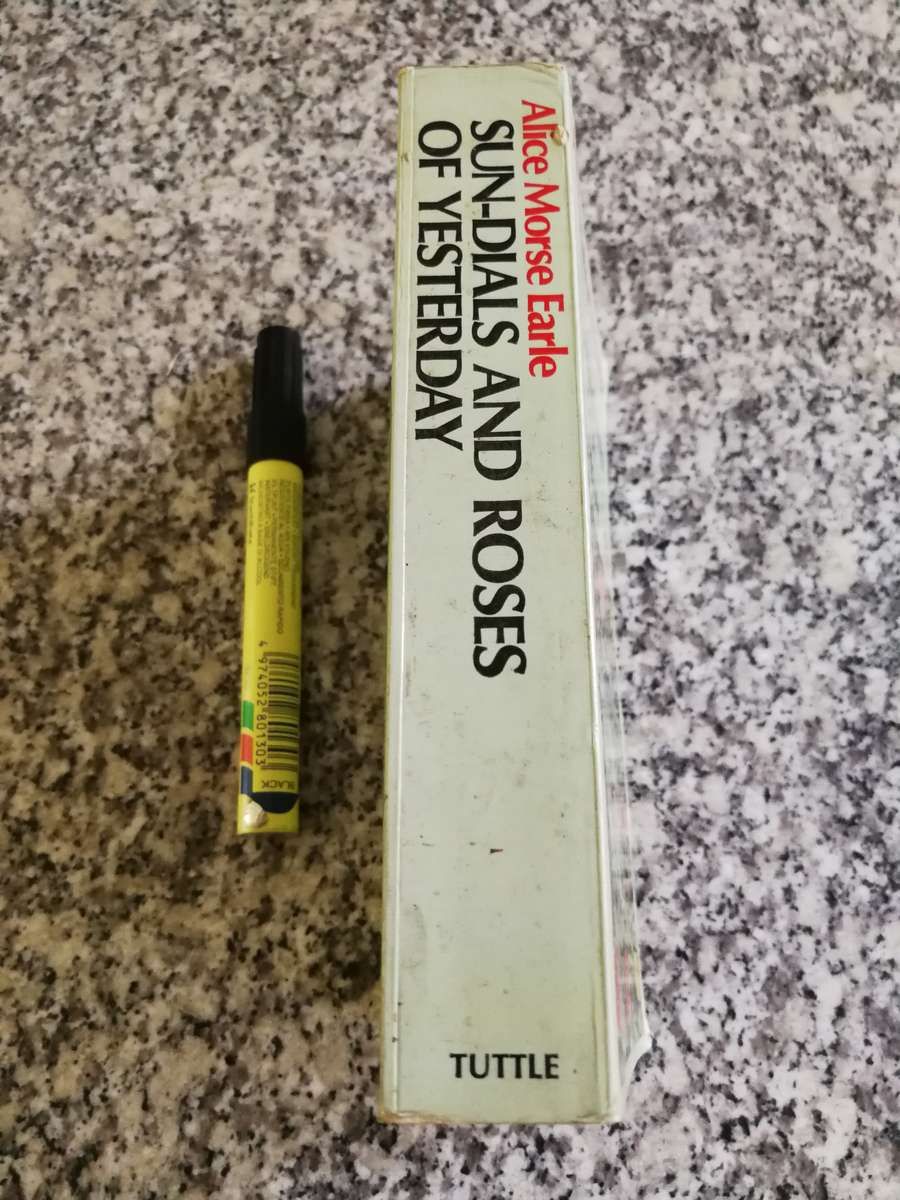 Alice Morse Earle
SUN-DIALS AND ROSES
OF YESTERDAY
TUTTLE
4 974052 801303
BLACK